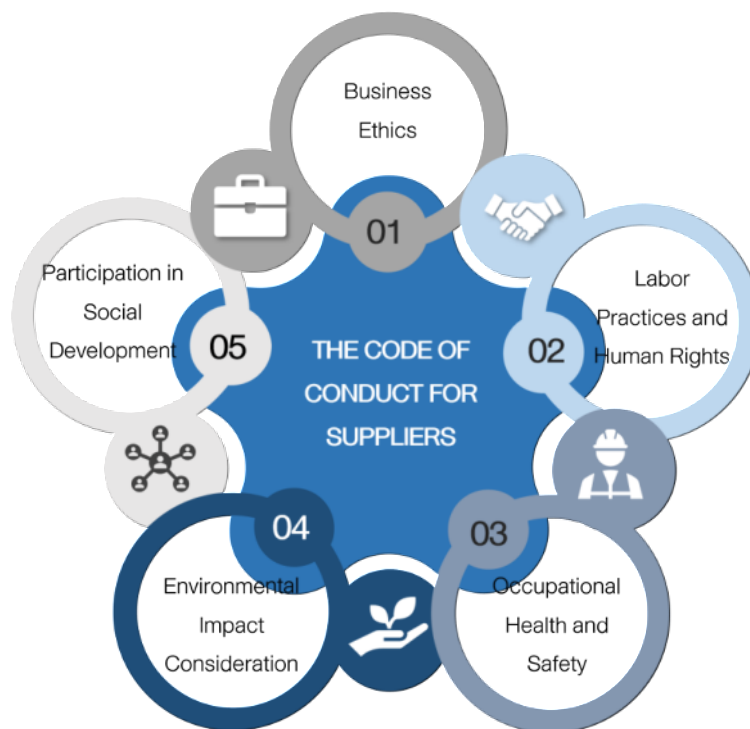 Business
Ethics
01
Labor
Practices and
Human Rights
02
03
Occupational
Health and
Safety
04
Environmental
Impact
Consideration
Participation in
Social
Development
05
THE CODE OF
CONDUCT FOR
SUPPLIERS